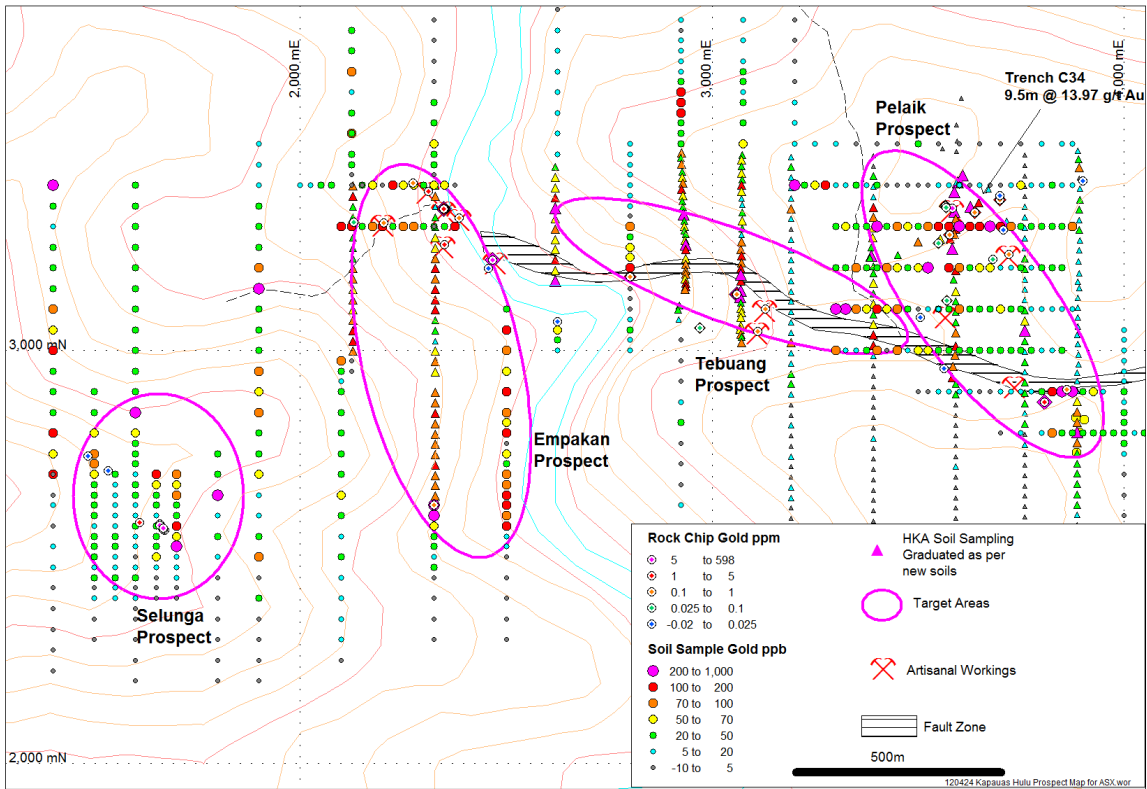 2,000 mE
3,000 mE
Trench C34
9.5m @ 13.97 g/t Au
Pelaik
Prospect
3,000 mN
Tebuang
Prospect
Empakan
Prospect
Selunga
Prospect
2,000 mN
Rock Chip Gold ppm
5 to 598
1 to 5
0.1 to 1
0.025 to 0.1
-0.02 to 0.025
Soil Sample Gold ppb
200 to 1,000
100 to 200
70 to 100
50 to 70
20 to 50
5 to 20
-10 to 5
HKA Soil Sampling
Graduated as per
new soils
Target Areas
Artisanal Workings
Fault Zone
500m
120424 Kapauas Hulu Prospect Map for ASX.wor